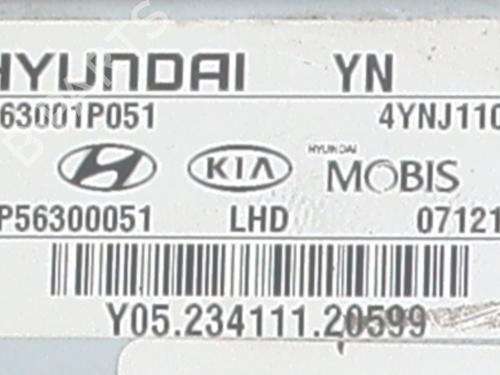 HYUNDAI YN
63001P051 4YNJ110
KIA HYUNDAI MOBIS
P56300051 LHD 07121
Y05.234111.20599